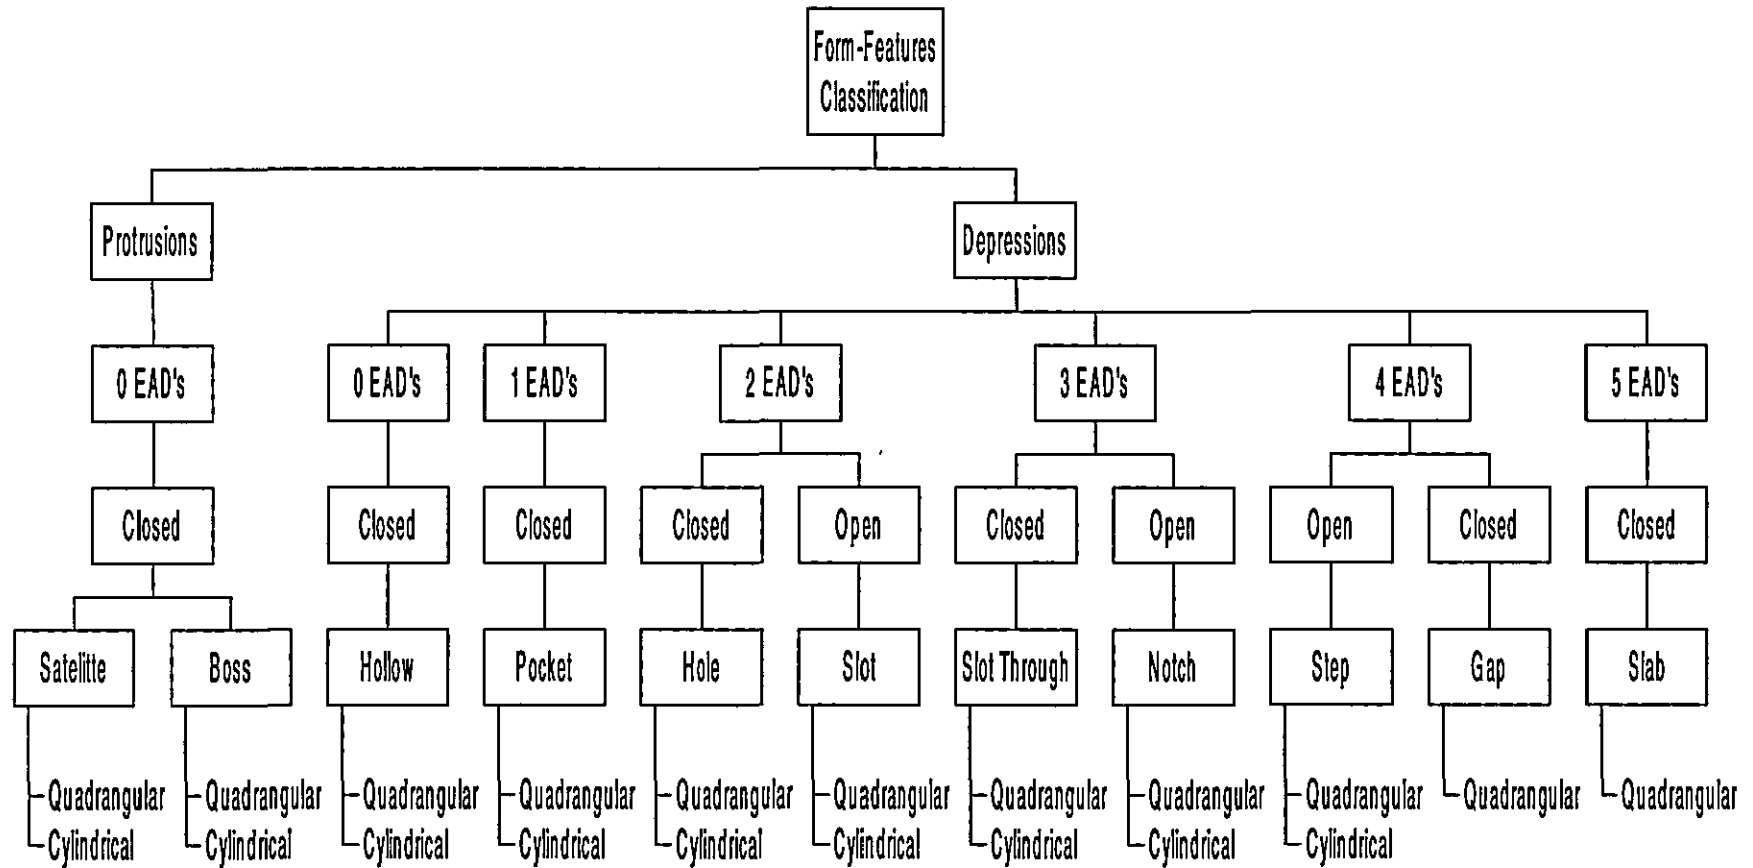 Form-Features
Classification
Protrusions
Depressions
0 EAD's
0 EAD's
1 EAD's
2 EAD's
3 EAD's
4 EAD's
5 EAD's
Closed
Closed
Closed
Closed
Open
Closed
Open
Open
Closed
Closed
Satelitte
Boss
Hollow
Pocket
Hole
Slot
Slot Through
Notch
Step
Gap
Slab
Quadrangular
Quadrangular
Quadrangular
Quadrangular
Quadrangular
Quadrangular
Quadrangular
Quadrangular
Quadrangular
Quadrangular
Quadrangular
Cylindrical
Cylindrical
Cylindrical
Cylindrical
Cylindrical
Cylindrical
Cylindrical
Cylindrical
Cylindrical